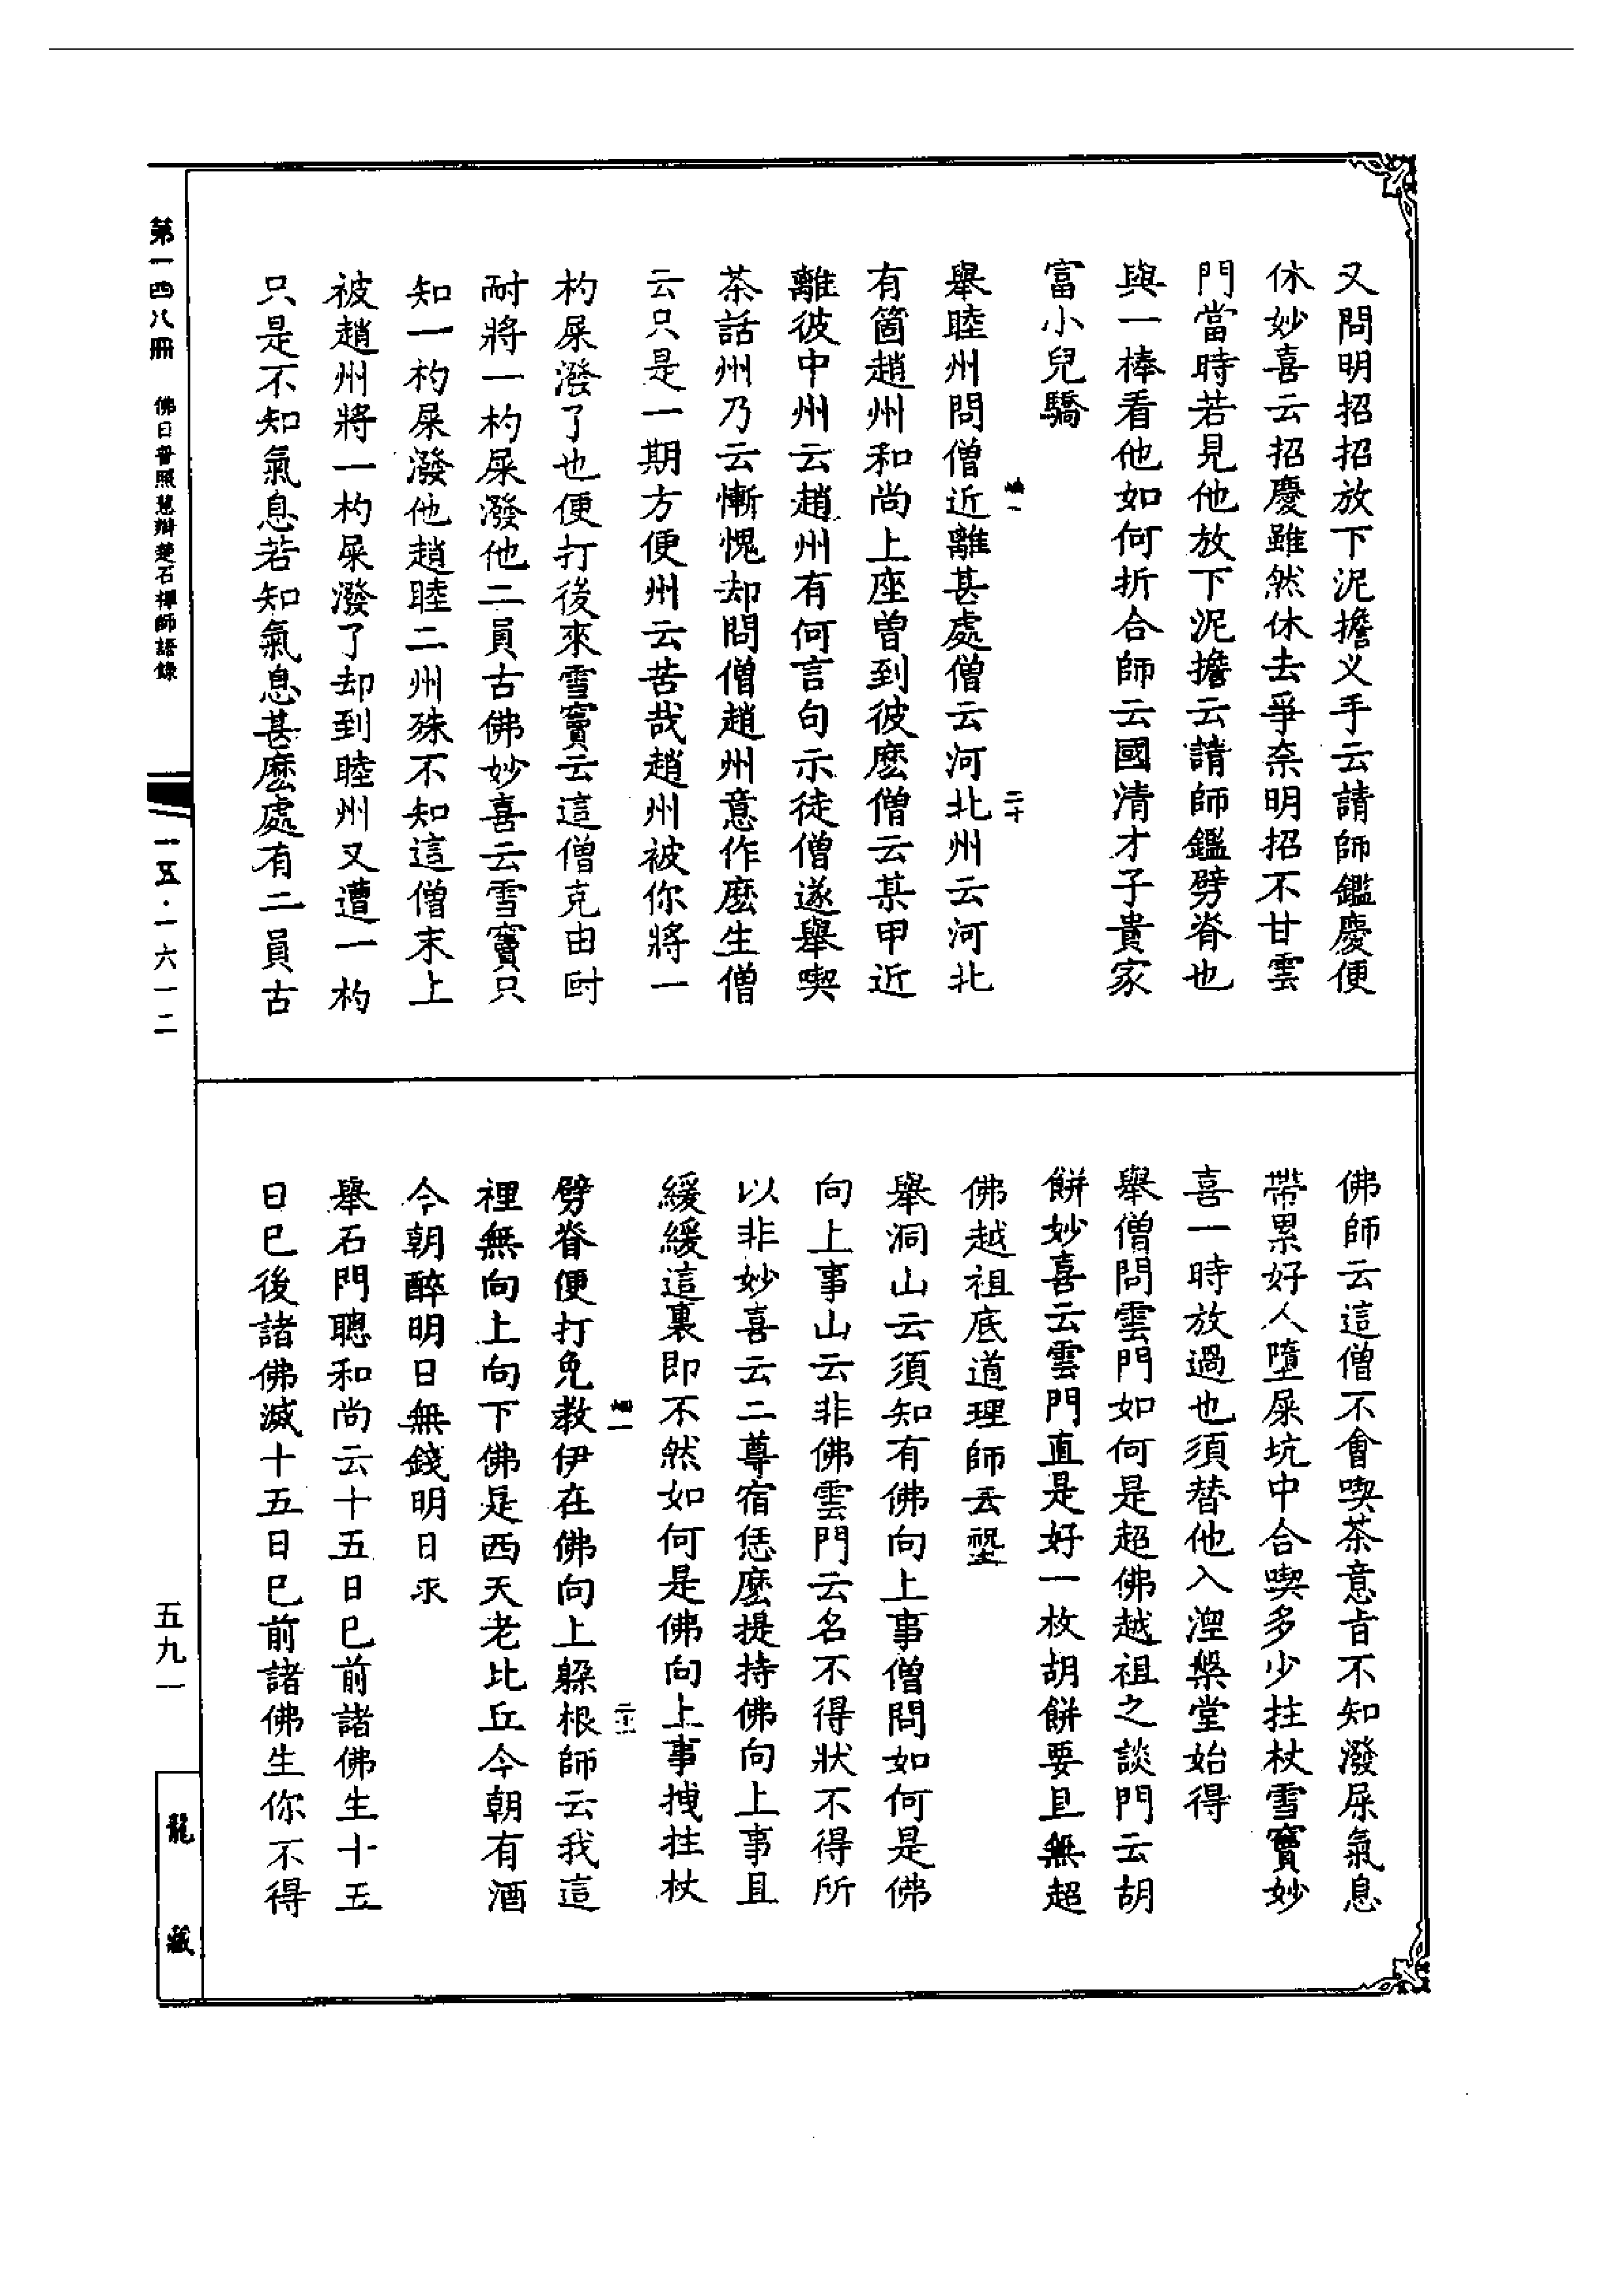 又問明招招放下泥擔义手云請師鑑慶便
休妙喜云招慶雖然休去爭柰明招不甘雲
門當時若見他放下泥擔云請師鑑劈脊也
與一棒看他如何折合師云國清才子貴家
富小兒驕
二十
舉睦州問僧近離甚處僧云河北州云河北
有箇趙州和尚上座曾到彼麽僧云某甲近
離彼中州云趙州有何言句示徒僧遂舉喫
茶話州乃云慚愧却問僧趙州意作麽生僧
云只是一期方便州云苦哉趙州被你將一
杓屎潑了也便打後來雪竇云這僧克由叵
耐將一杓屎潑他二員古佛妙喜云雪竇只
知一杓屎潑他趙睦二州殊不知這僧末上
被趙州將一杓屎潑了却到睦州又遭一杓
只是不知氣息若知氣息甚麽處有二員古
佛師云這僧不會喫茶意旨不知潑屎氣息
帶累好人墮屎坑中合喫多少拄杖雪竇妙
喜一時放過也須替他入涅槃堂始得
舉僧問雲門如何是超佛越祖之談門云胡
餅妙喜云雲門直是好一枚胡餅要且無超
佛越祖底道理師云
舉洞山云須知有佛向上事僧問如何是佛
向上事山云非佛雲門云名不得狀不得所
以非妙喜云二尊宿恁麽提持佛向上事且
緩緩這裏即不然如何是佛向上事拽拄杖
劈脊便打免教伊在佛向上躲根師云我這
裡無向上向下佛是西天老比丘今朝有酒
今朝醉明日無錢明日求
舉石門聰和尚云十五日巳前諸佛生十五
日巳後諸佛滅十五日巳前諸佛生你不得
第一四八冊 佛日普照慧辯楚石禪師語錄
一五·一六一二
五九一
龍藏